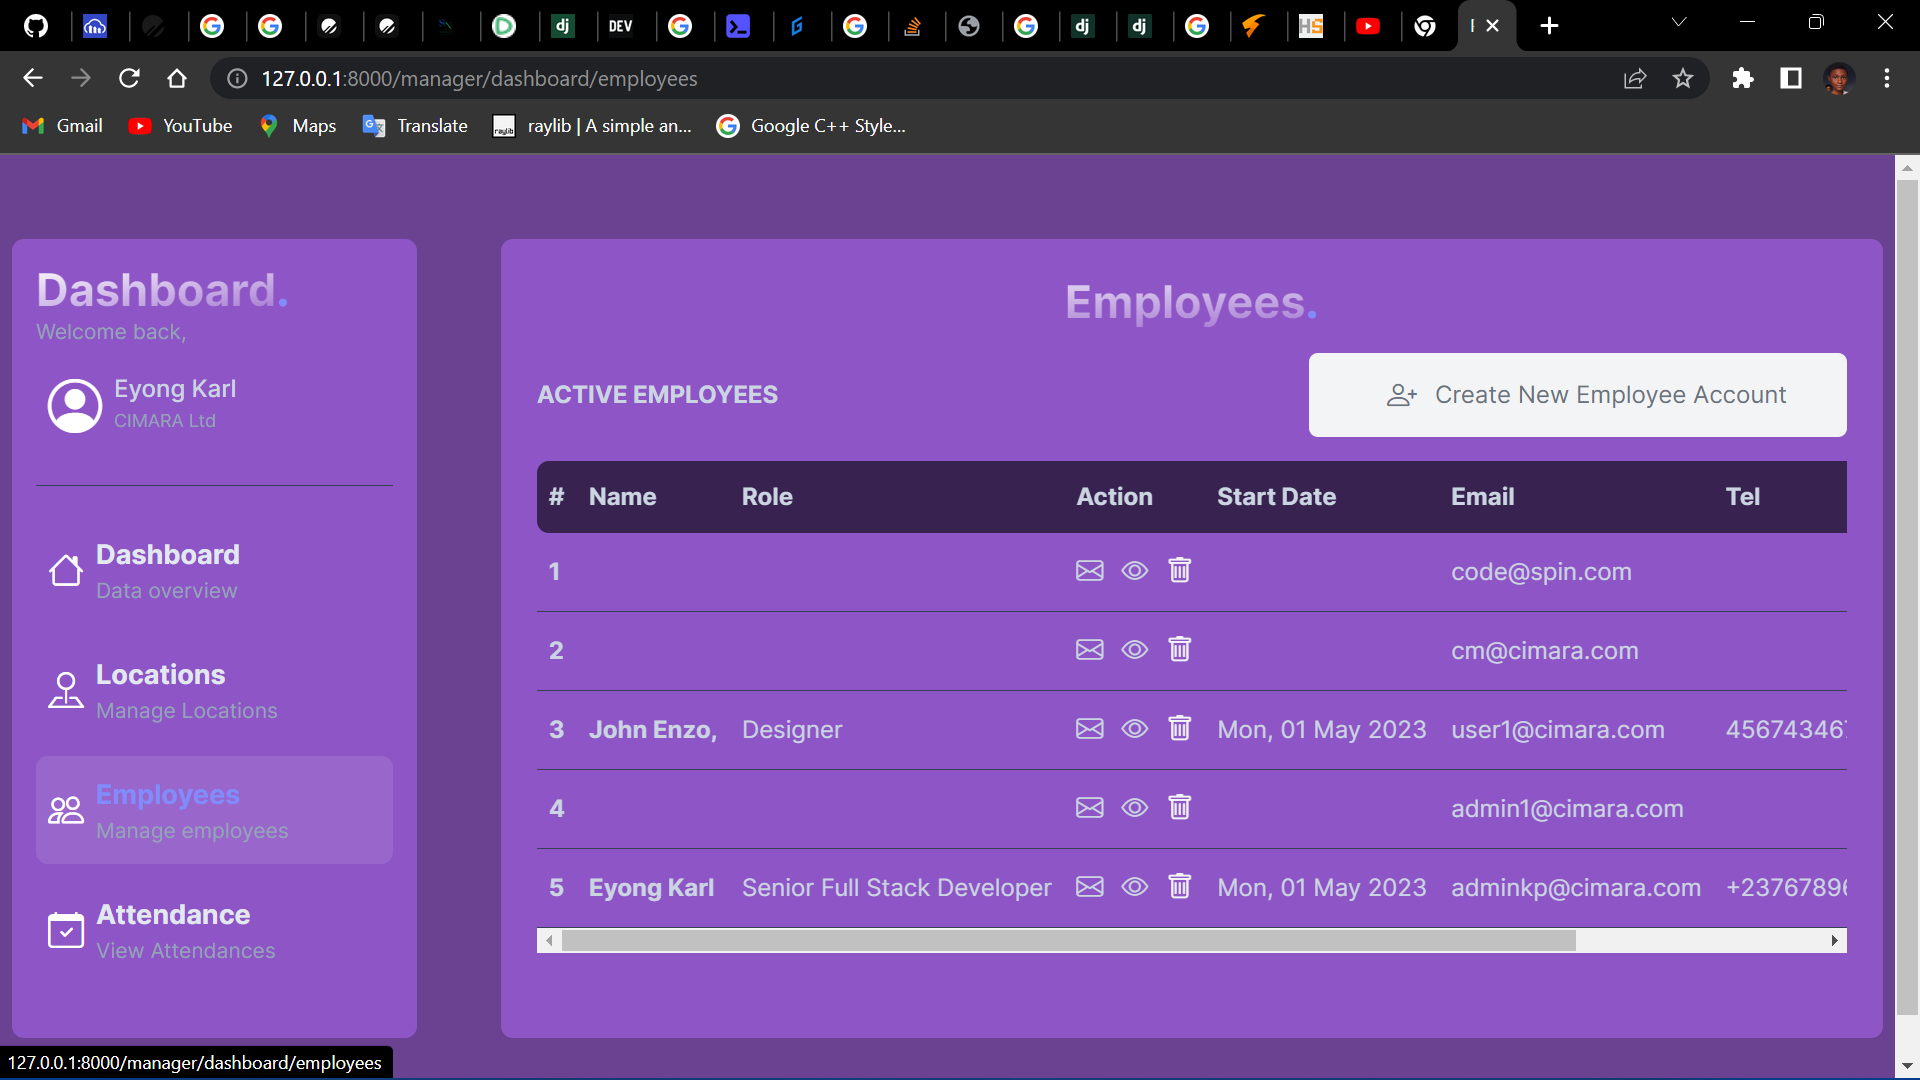 DEV
127.0.0.1:8000/manager/dashboard/employees
Gmail
YouTube
Maps
Translate
raylib | A simple an...
Google C++ Style...
Dashboard.
Welcome back,
Eyong Karl
CIMARA Ltd
Dashboard
Data overview
Locations
Manage Locations
Employees
Manage employees
Attendance
View Attendances
Employees.
ACTIVE EMPLOYEES
Create New Employee Account
# Name Role Action Start Date Email Tel
1 code@spin.com
2 cm@cimara.com
3 John Enzo, Designer Mon, 01 May 2023 user1@cimara.com 45674346
4 admin1@cimara.com
5 Eyong Karl Senior Full Stack Developer Mon, 01 May 2023 adminkp@cimara.com +2376789
127.0.0.1:8000/manager/dashboard/employees